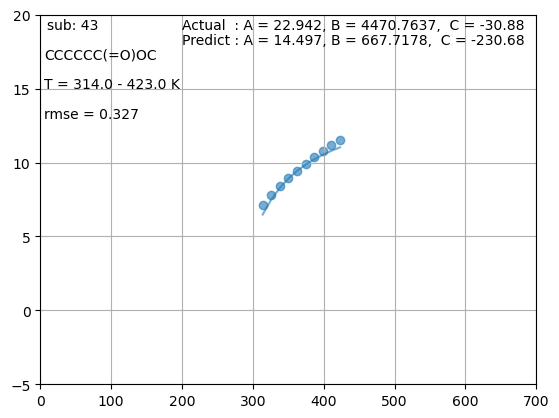 sub: 43
Actual : A = 22.942, B = 4470.7637, C = -30.88
Predict : A = 14.497, B = 667.7178, C = -230.68
CCCCCC(=O)OC
T = 314.0 - 423.0 K
rmse = 0.327
20
15
10
5
0
−5
0 100 200 300 400 500 600 700